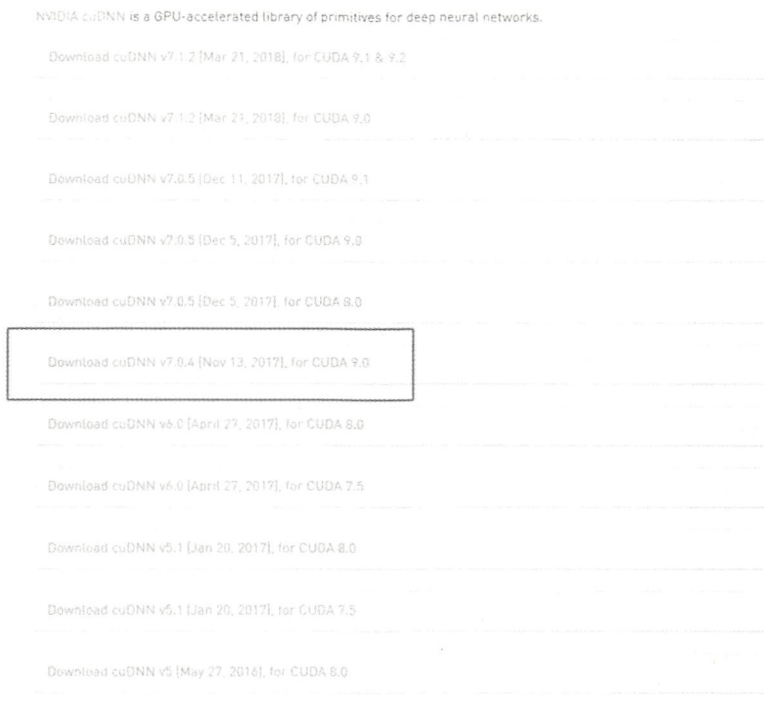 NVIDIA cuDNN is a GPU-accelerated library of primitives for deep neural networks.
Download cuDNN v7.1.2 [Mar 21, 2018], for CUDA 9.1 & 9.2
Download cuDNN v7.1.2 [Mar 21, 2018], for CUDA 9.0
Download cuDNN v7.0.5 [Dec 11, 2017], for CUDA 9.1
Download cuDNN v7.0.5 [Dec 5, 2017], for CUDA 9.0
Download cuDNN v7.0.5 [Dec 5, 2017], for CUDA 8.0
Download cuDNN v7.0.4 [Nov 13, 2017], for CUDA 9.0
Download cuDNN v6.0 [April 27, 2017], for CUDA 8.0
Download cuDNN v6.0 [April 27, 2017], for CUDA 7.5
Download cuDNN v5.1 [Jan 20, 2017], for CUDA 8.0
Download cuDNN v5.1 [Jan 20, 2017], for CUDA 7.5
Download cuDNN v5 [May 27, 2016], for CUDA 8.0